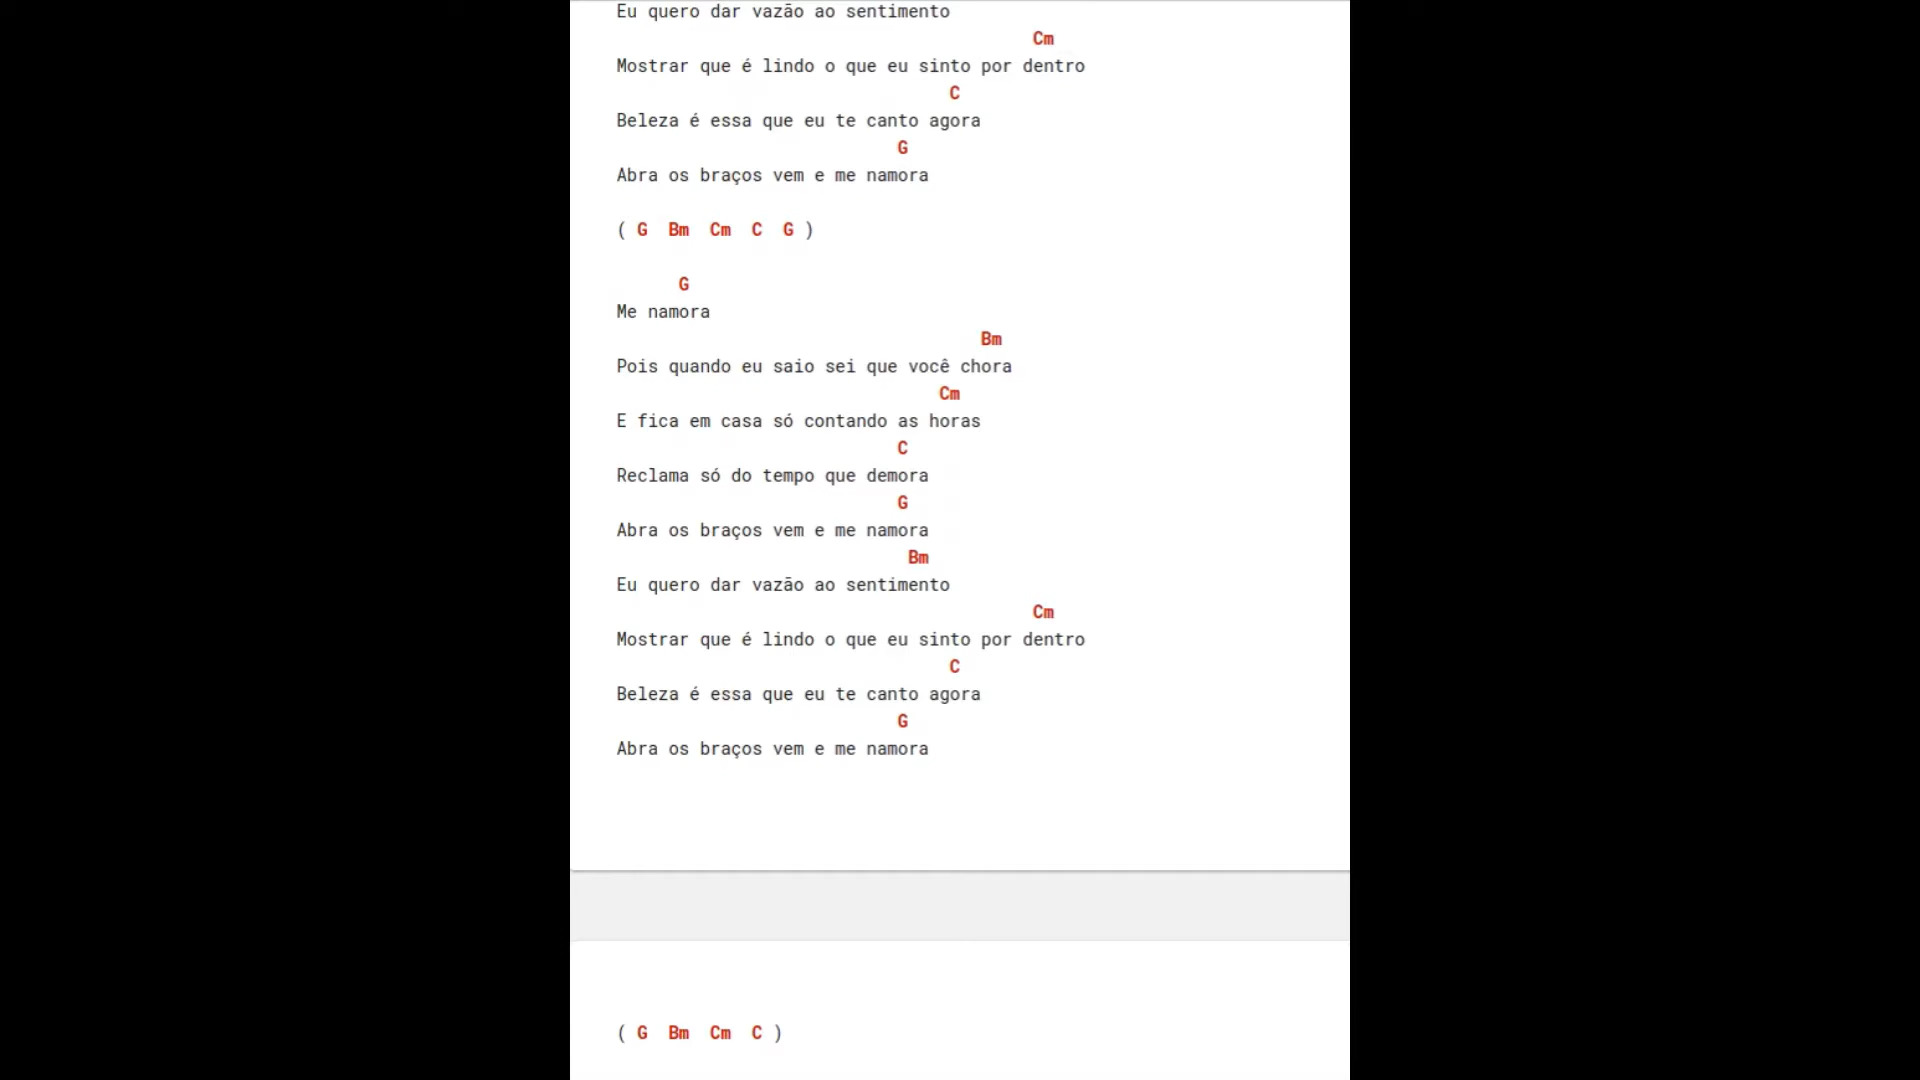 Eu quero dar vazão ao sentimento
Cm
Mostrar que é lindo o que eu sinto por dentro
C
Beleza é essa que eu te canto agora
G
Abra os braços vem e me namora
( G Bm Cm C G )
G
Me namora
Bm
Pois quando eu saio sei que você chora
Cm
E fica em casa só contando as horas
C
Reclama só do tempo que demora
G
Abra os braços vem e me namora
Bm
Eu quero dar vazão ao sentimento
Cm
Mostrar que é lindo o que eu sinto por dentro
C
Beleza é essa que eu te canto agora
G
Abra os braços vem e me namora
( G Bm Cm C )